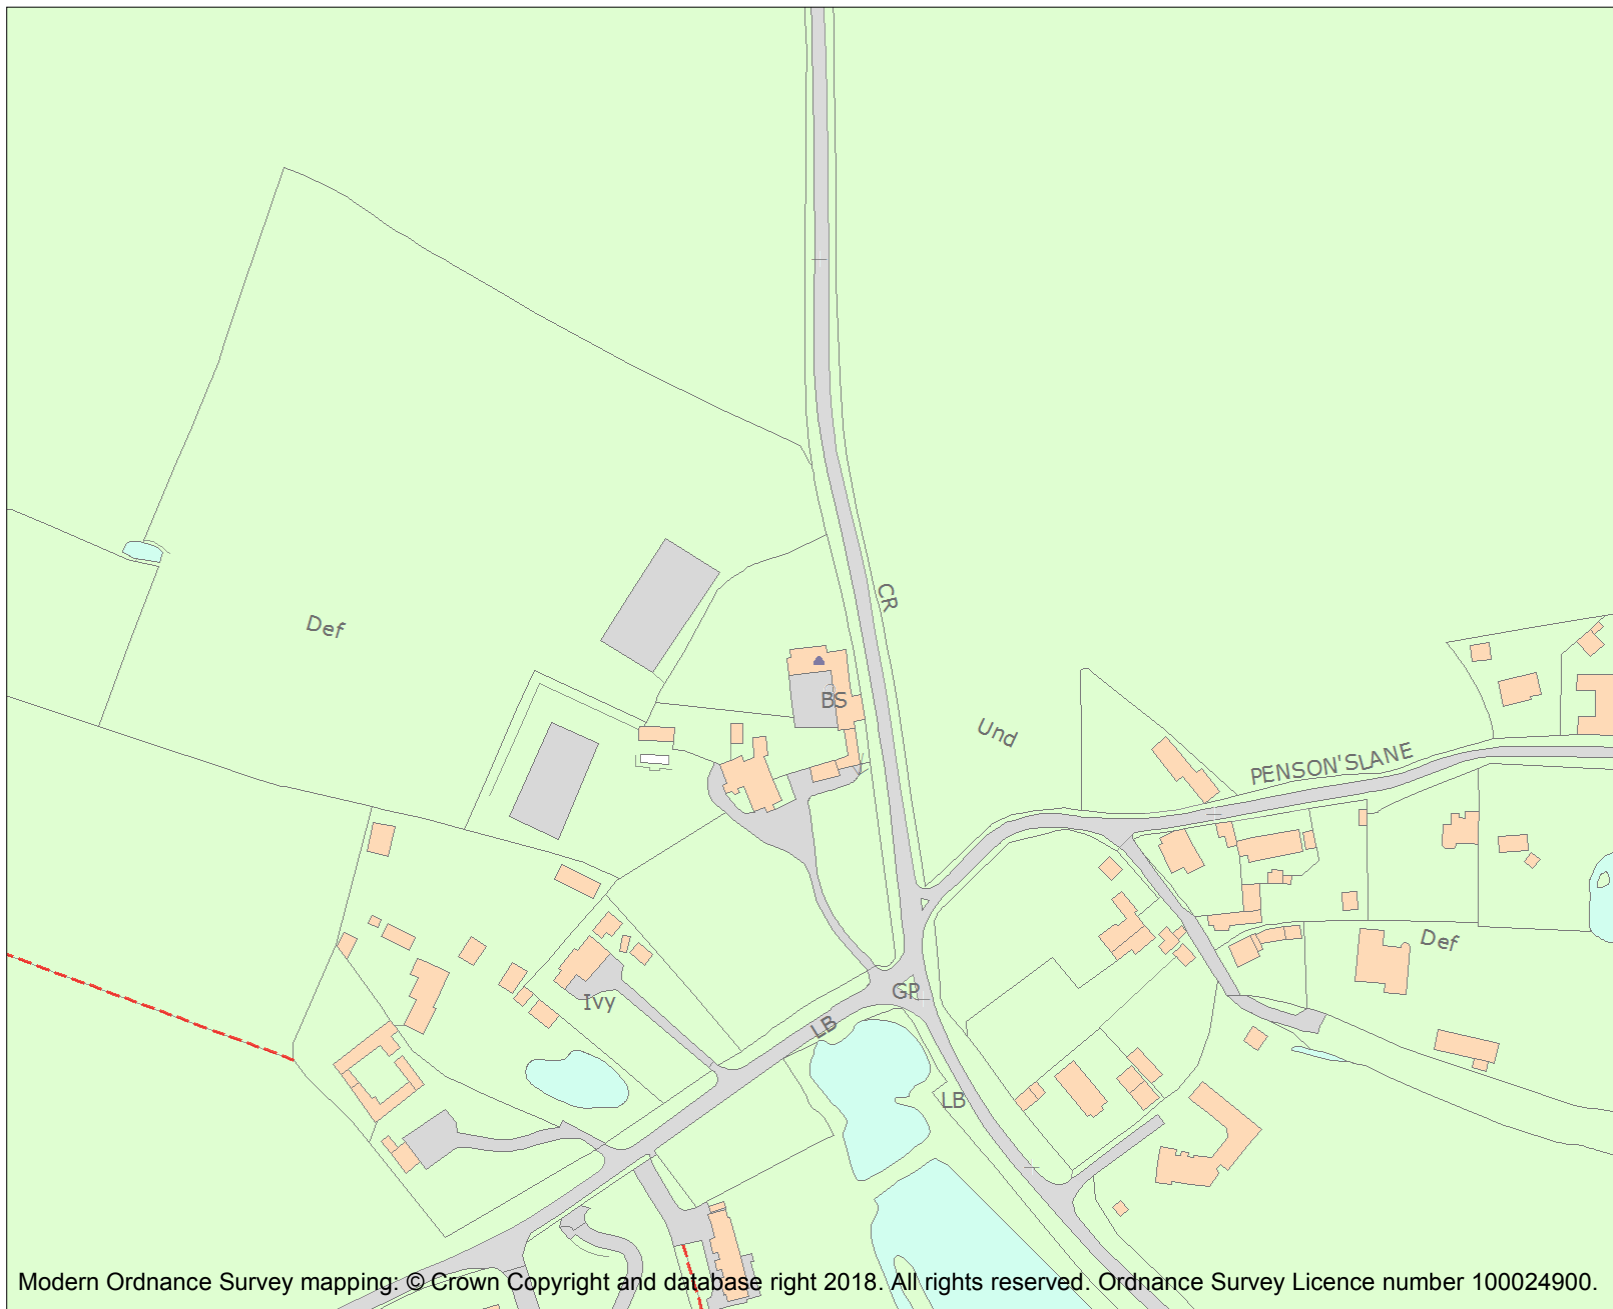 CR
Def
BS
Und
PENSON'SLANE
Def
GP
Ivy
LB
LB
Modern Ordnance Survey mapping: © Crown Copyright and database right 2018. All rights reserved. Ordnance Survey Licence number 100024900.